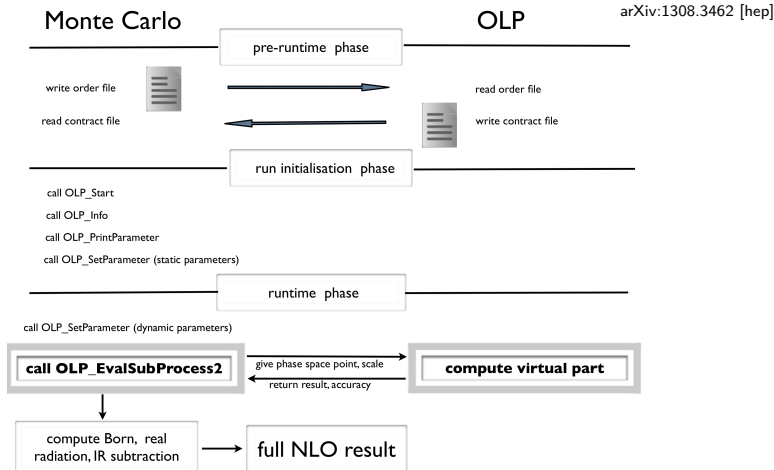 arXiv:1308.3462 [hep]
Monte Carlo
OLP
pre-runtime phase
write order file
read order file
read contract file
write contract file
run initialisation phase
call OLP_Start
call OLP_Info
call OLP_PrintParameter
call OLP_SetParameter (static parameters)
runtime phase
call OLP_SetParameter (dynamic parameters)
call OLP_EvalSubProcess2
give phase space point, scale
return result, accuracy
compute virtual part
compute Born, real
radiation, IR subtraction
full NLO result